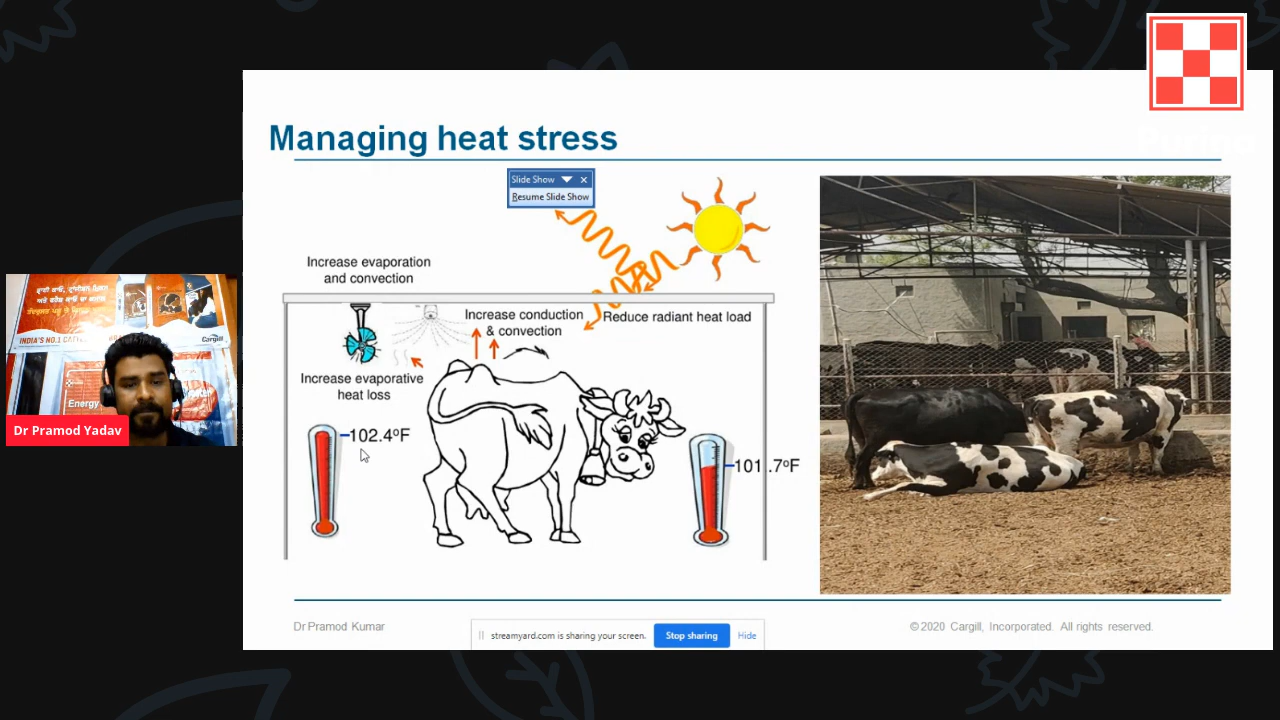 Managing heat stress
Slide Show
Resume Slide Show
Increase evaporation
and convection
Increase conduction
& convection
Reduce radiant heat load
Increase evaporative
heat loss
102.4ºF
101.7ºF
INDIA'S NO.1
Cargill
Energy
Dr Pramod Yadav
Dr Pramod Kumar
© 2020 Cargill, Incorporated. All rights reserved.
streamyard.com is sharing your screen.
Stop sharing
Hide